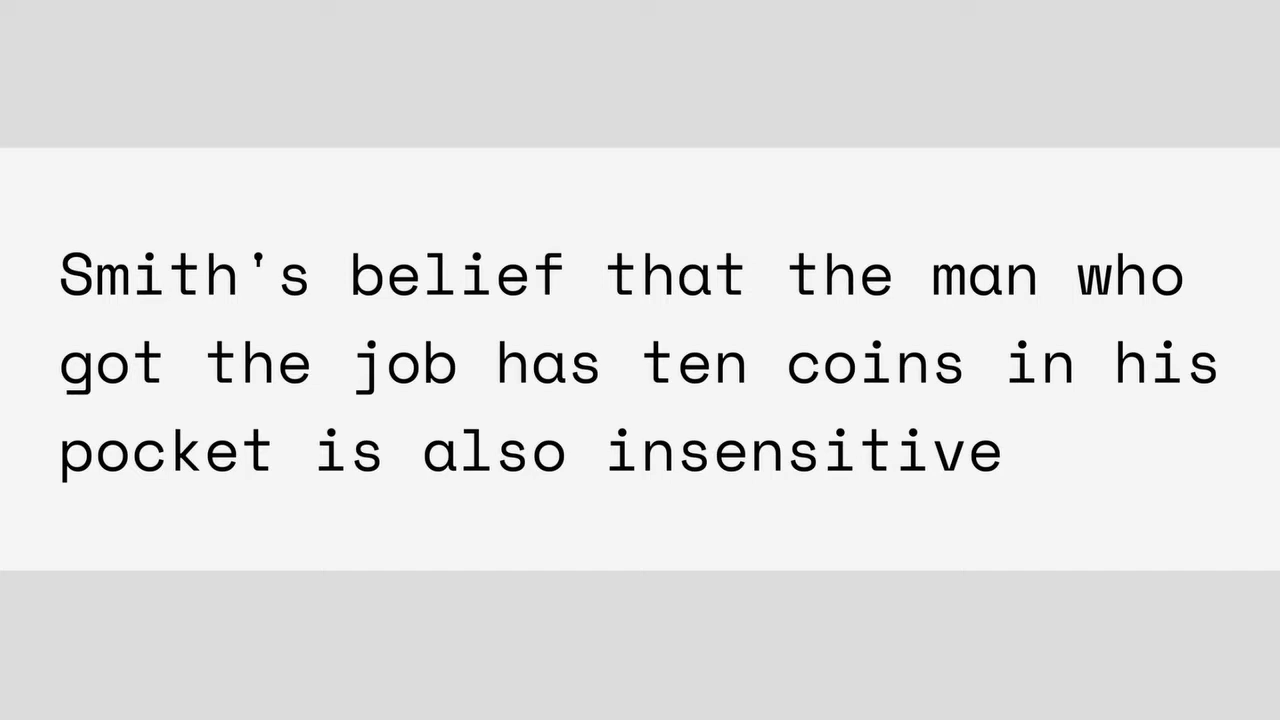 Smith's belief that the man who
got the job has ten coins in his
pocket is also insensitive